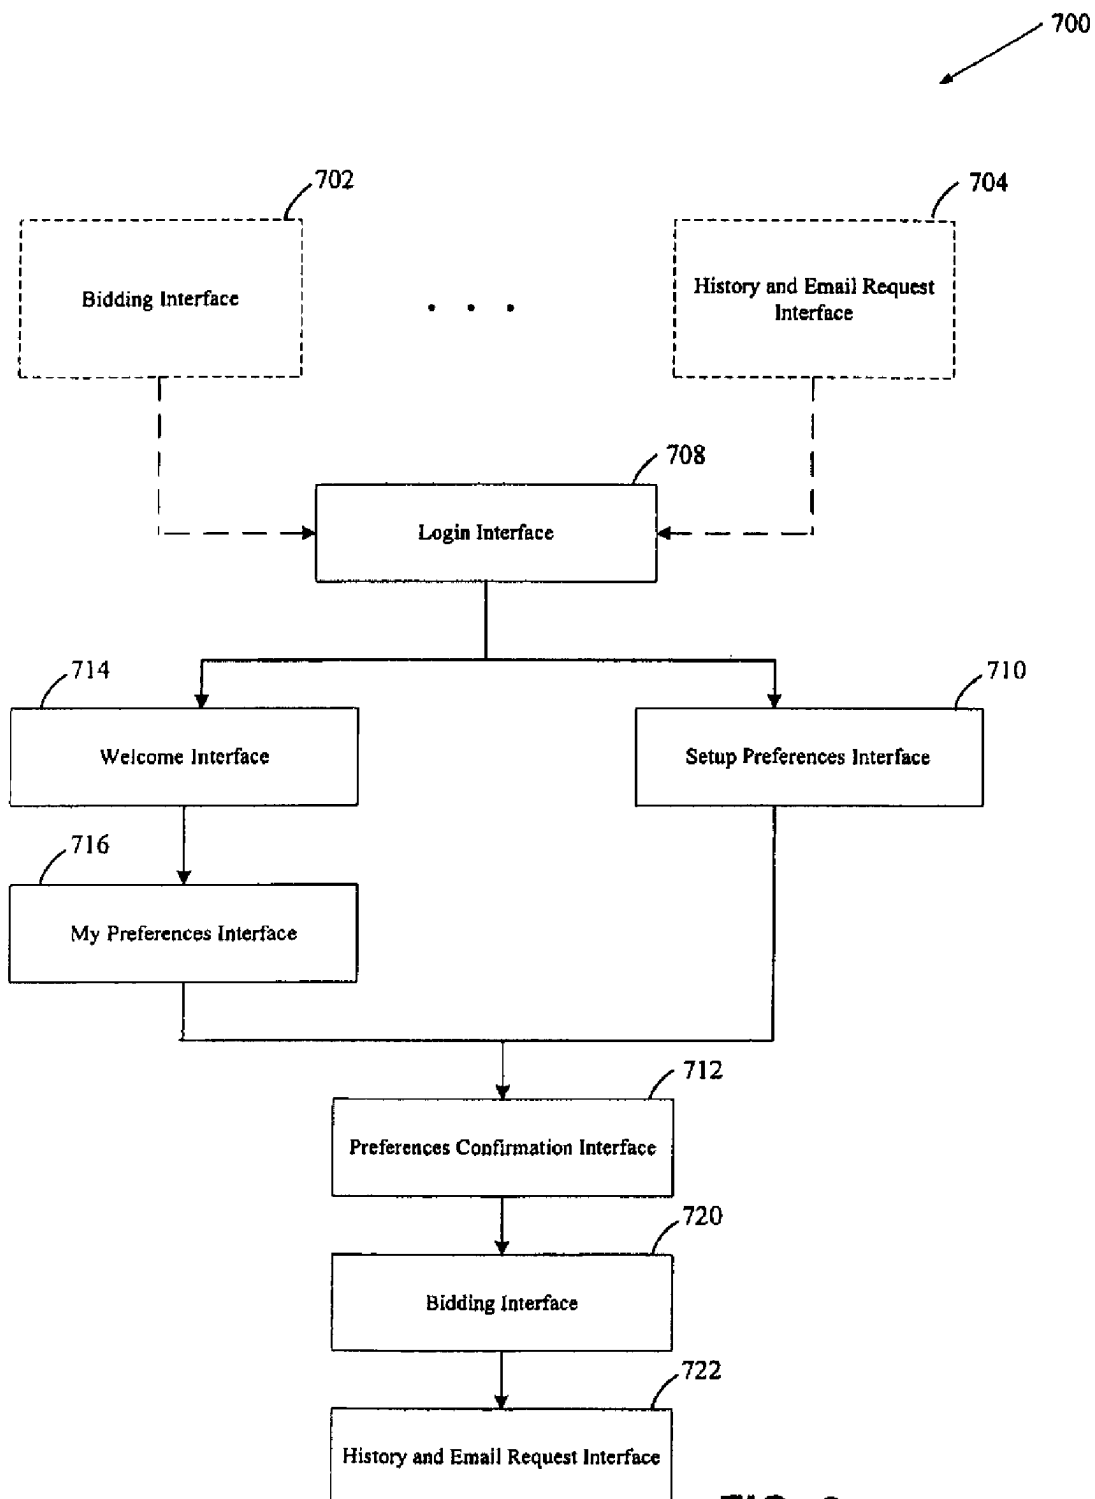 700
702
704
Bidding Interface
History and Email Request
Interface
708
Login Interface
714
710
Welcome Interface
Setup Preferences Interface
716
My Preferences Interface
712
Preferences Confirmation Interface
720
Bidding Interface
722
History and Email Request Interface